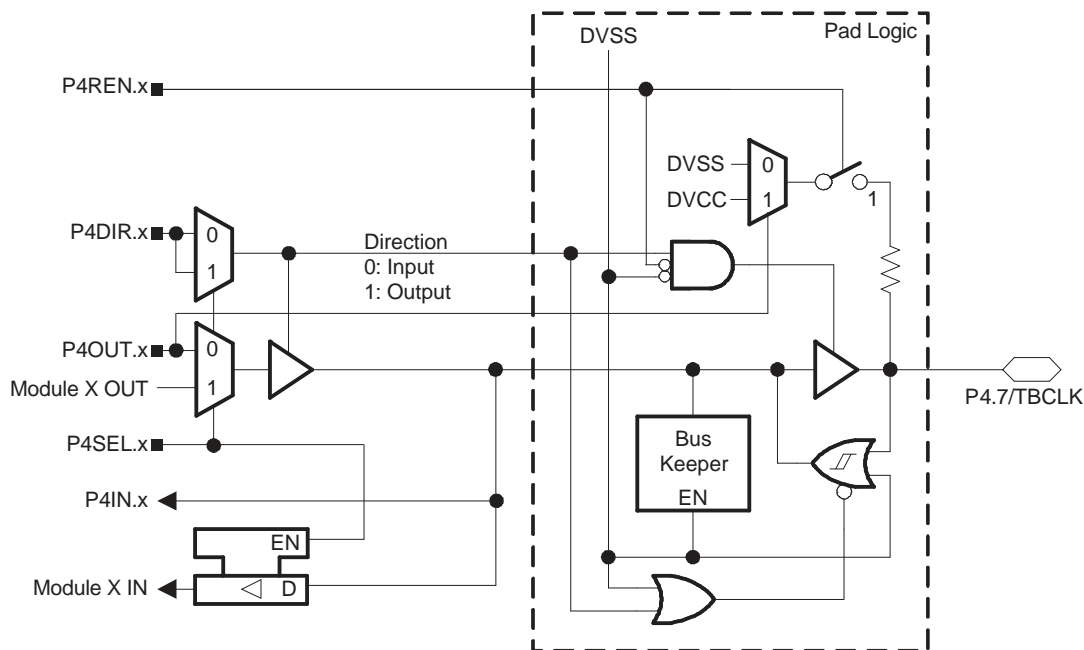 DVSS
Pad Logic
P4REN.x
DVSS
0
DVCC
1
1
P4DIR.x
0
1
Direction
0: Input
1: Output
P4OUT.x
0
Module X OUT
1
P4.7/TBCLK
P4SEL.x
Bus
Keeper
EN
P4IN.x
EN
Module X IN
D